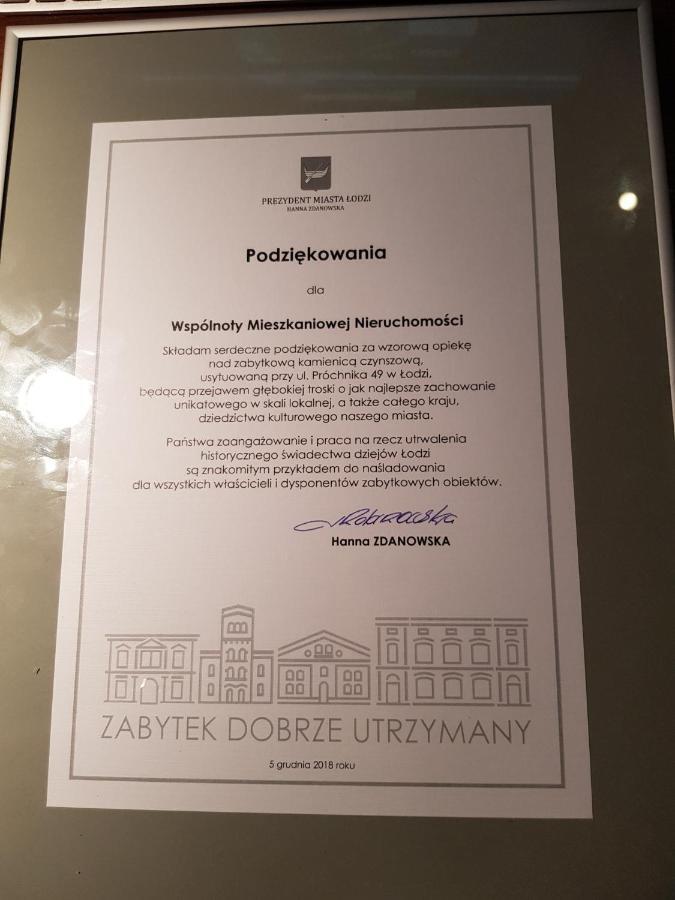 PREZYDENT MIASTA ŁODZI
HANNA ZDANOWSKA
Podziękowania
dla
Wspólnoty Mieszkaniowej Nieruchomości
Składam serdeczne podziękowania za wzorową opiekę
nad zabytkową kamienicą czynszową,
usytuowaną przy ul. Próchnika 49 w Łodzi,
będącą przejawem głębokiej troski o jak najlepsze zachowanie
unikatowego w skali lokalnej, a także całego kraju,
dziedzictwa kulturowego naszego miasta.
Państwa zaangażowanie i praca na rzecz utrwalenia
historycznego świadectwa dziejów Łodzi
są znakomitym przykładem do naśladowania
dla wszystkich właścicieli i dysponentów zabytkowych obiektów.
Hanna ZDANOWSKA
ZABYTEK DOBRZE UTRZYMANY
5 grudnia 2018 roku